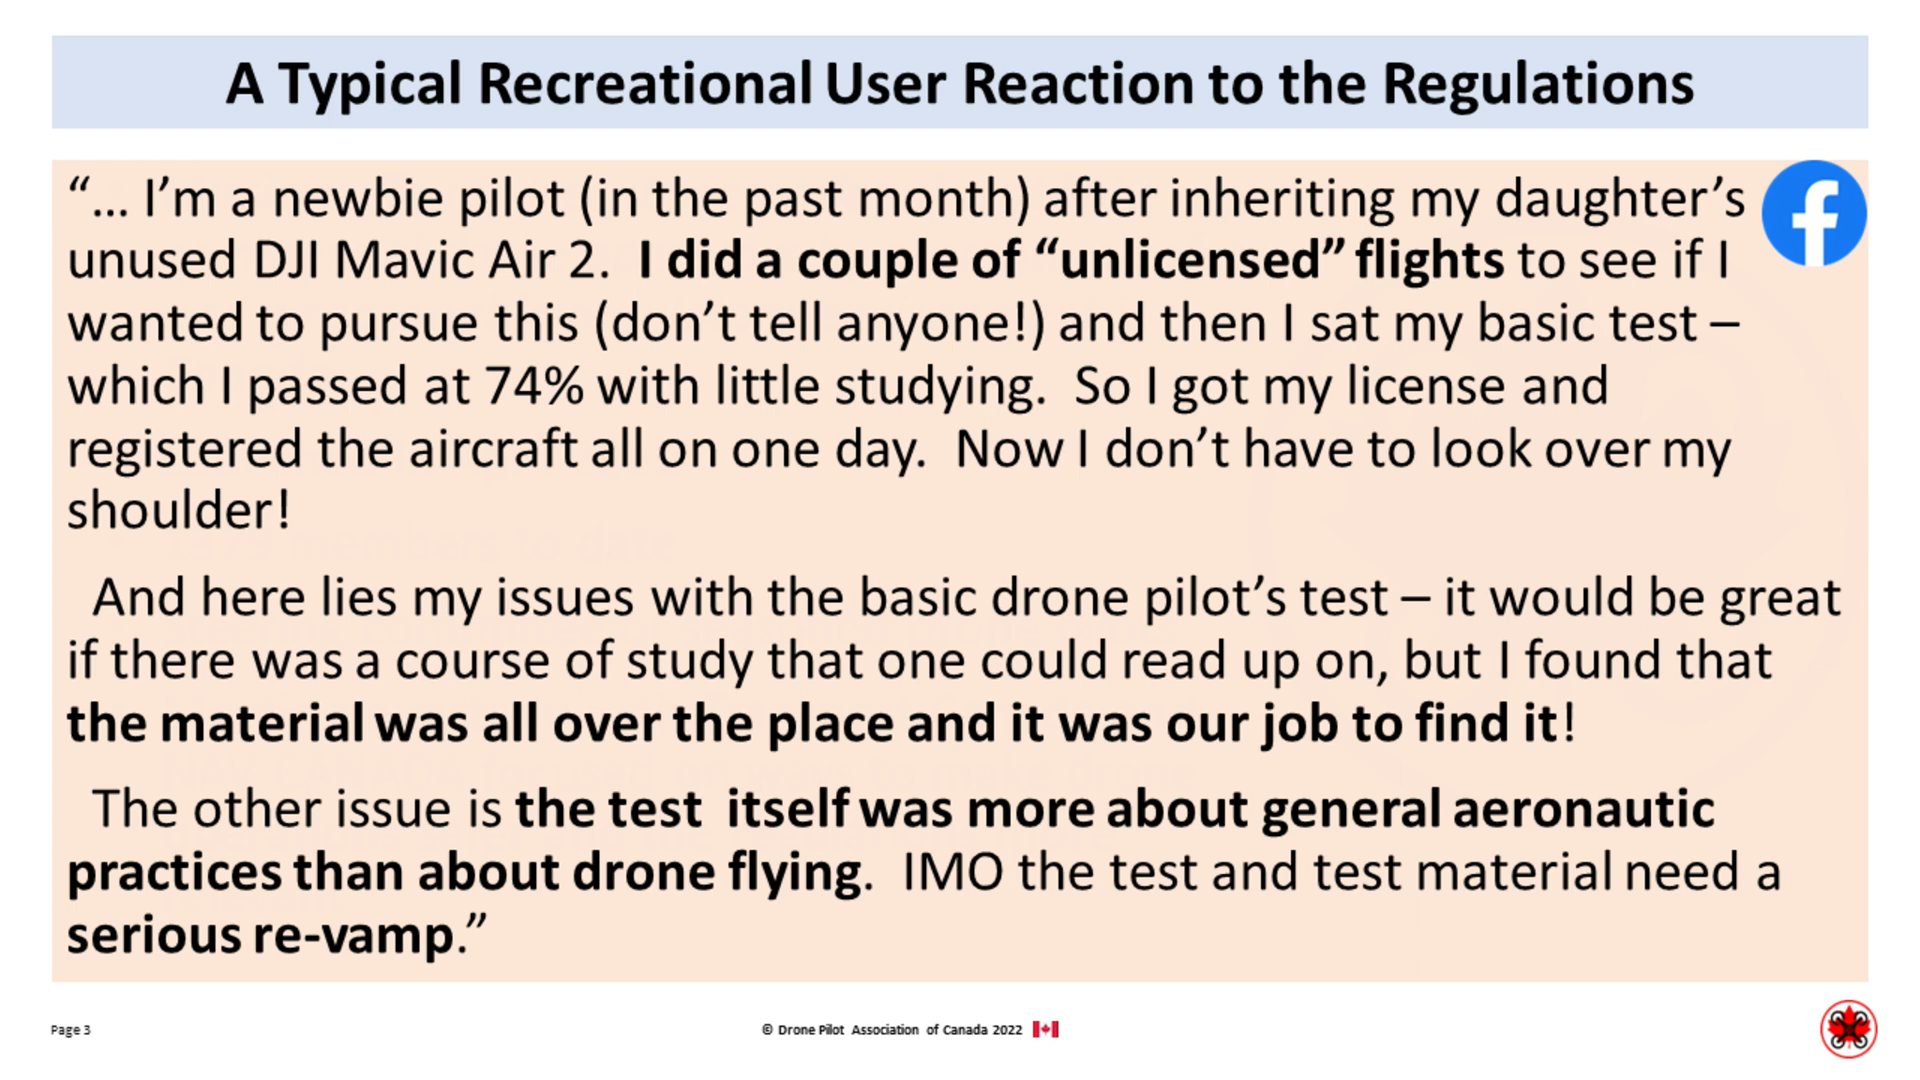 A Typical Recreational User Reaction to the Regulations
“... I’m a newbie pilot (in the past month) after inheriting my daughter’s
unused DJI Mavic Air 2.  I did a couple of “unlicensed” flights to see if I
wanted to pursue this (don’t tell anyone!) and then I sat my basic test –
which I passed at 74% with little studying.  So I got my license and
registered the aircraft all on one day.  Now I don’t have to look over my
shoulder!
And here lies my issues with the basic drone pilot’s test – it would be great
if there was a course of study that one could read up on, but I found that
the material was all over the place and it was our job to find it!
The other issue is the test  itself was more about general aeronautic
practices than about drone flying.  IMO the test and test material need a
serious re-vamp.”
Page 3
© Drone Pilot Association of Canada 2022